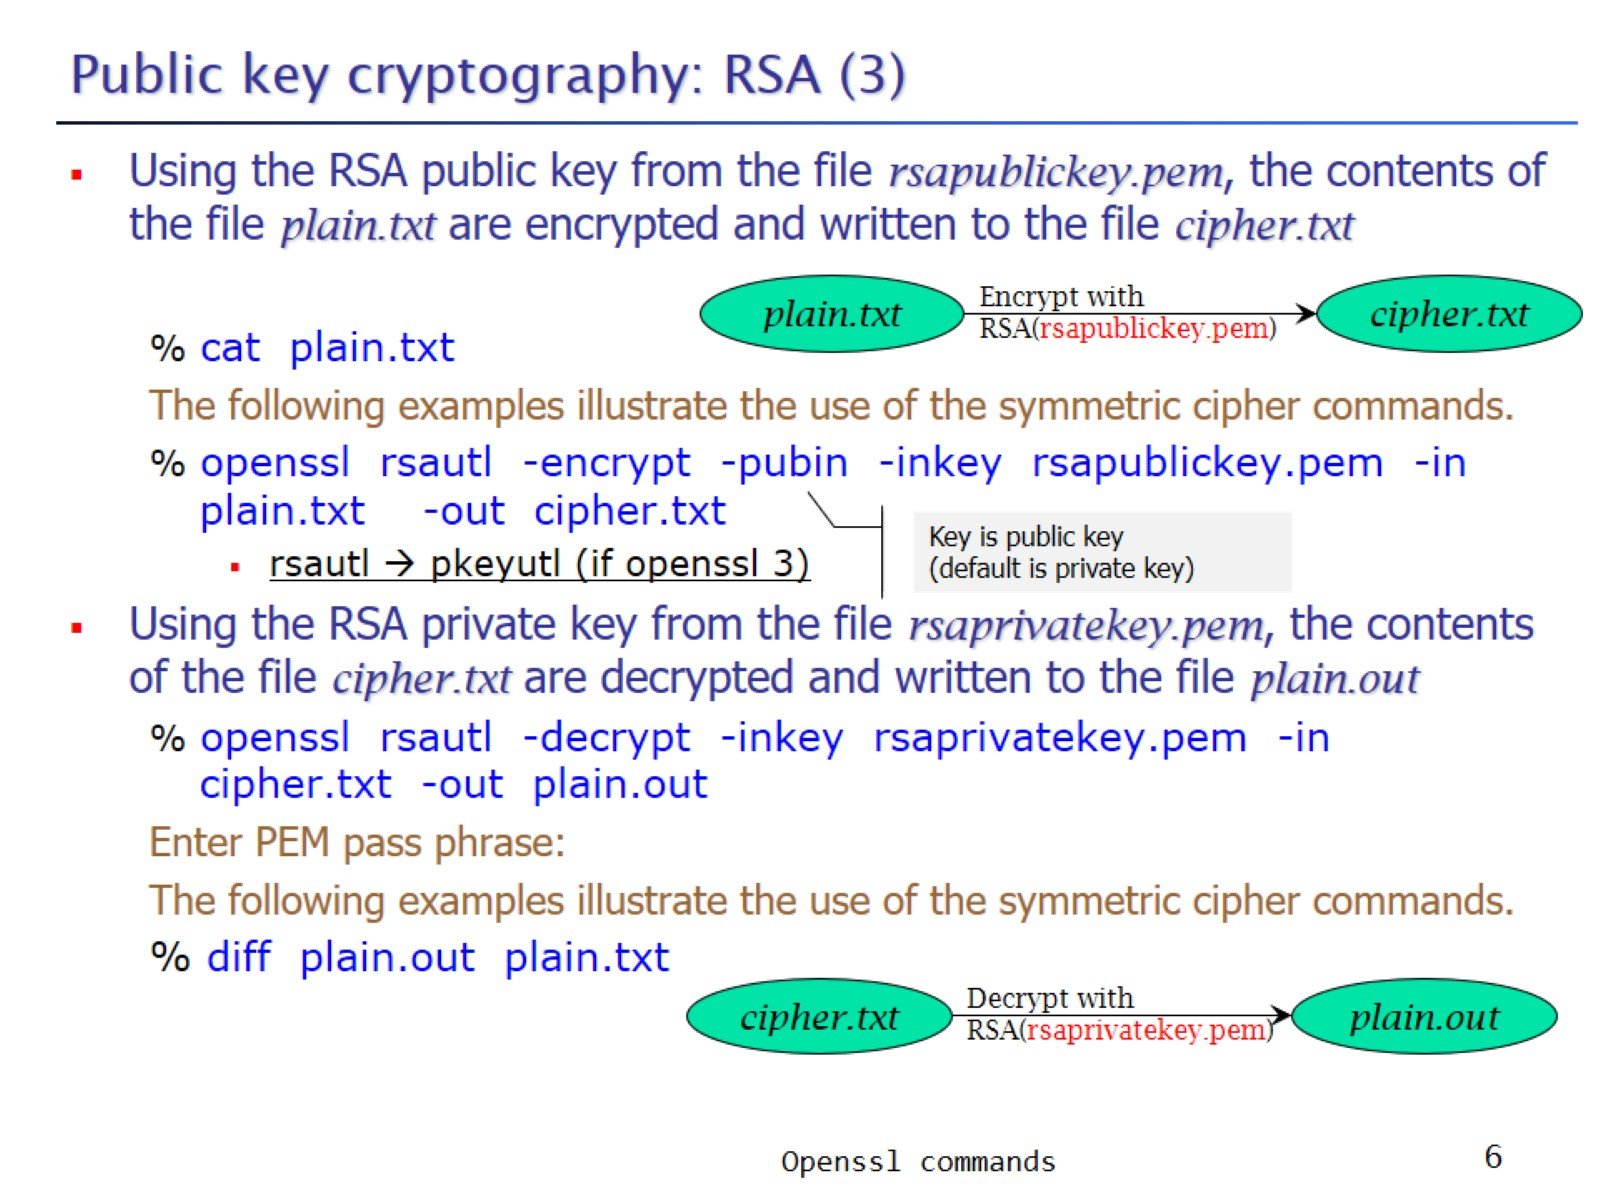 Public key cryptography: RSA (3)
▪ Using the RSA public key from the file rsapublickey.pem, the contents of
the file plain.txt are encrypted and written to the file cipher.txt
plain.txt
Encrypt with
RSA(rsapublickey.pem)
cipher.txt
% cat plain.txt
The following examples illustrate the use of the symmetric cipher commands.
% openssl rsautl -encrypt -pubin -inkey rsapublickey.pem -in
plain.txt -out cipher.txt
Key is public key
(default is private key)
▪ rsautl → pkeyutl (if openssl 3)
▪ Using the RSA private key from the file rsaprivatekey.pem, the contents
of the file cipher.txt are decrypted and written to the file plain.out
% openssl rsautl -decrypt -inkey rsaprivatekey.pem -in
cipher.txt -out plain.out
Enter PEM pass phrase:
The following examples illustrate the use of the symmetric cipher commands.
% diff plain.out plain.txt
cipher.txt
Decrypt with
RSA(rsaprivatekey.pem)
plain.out
Openssl commands
6